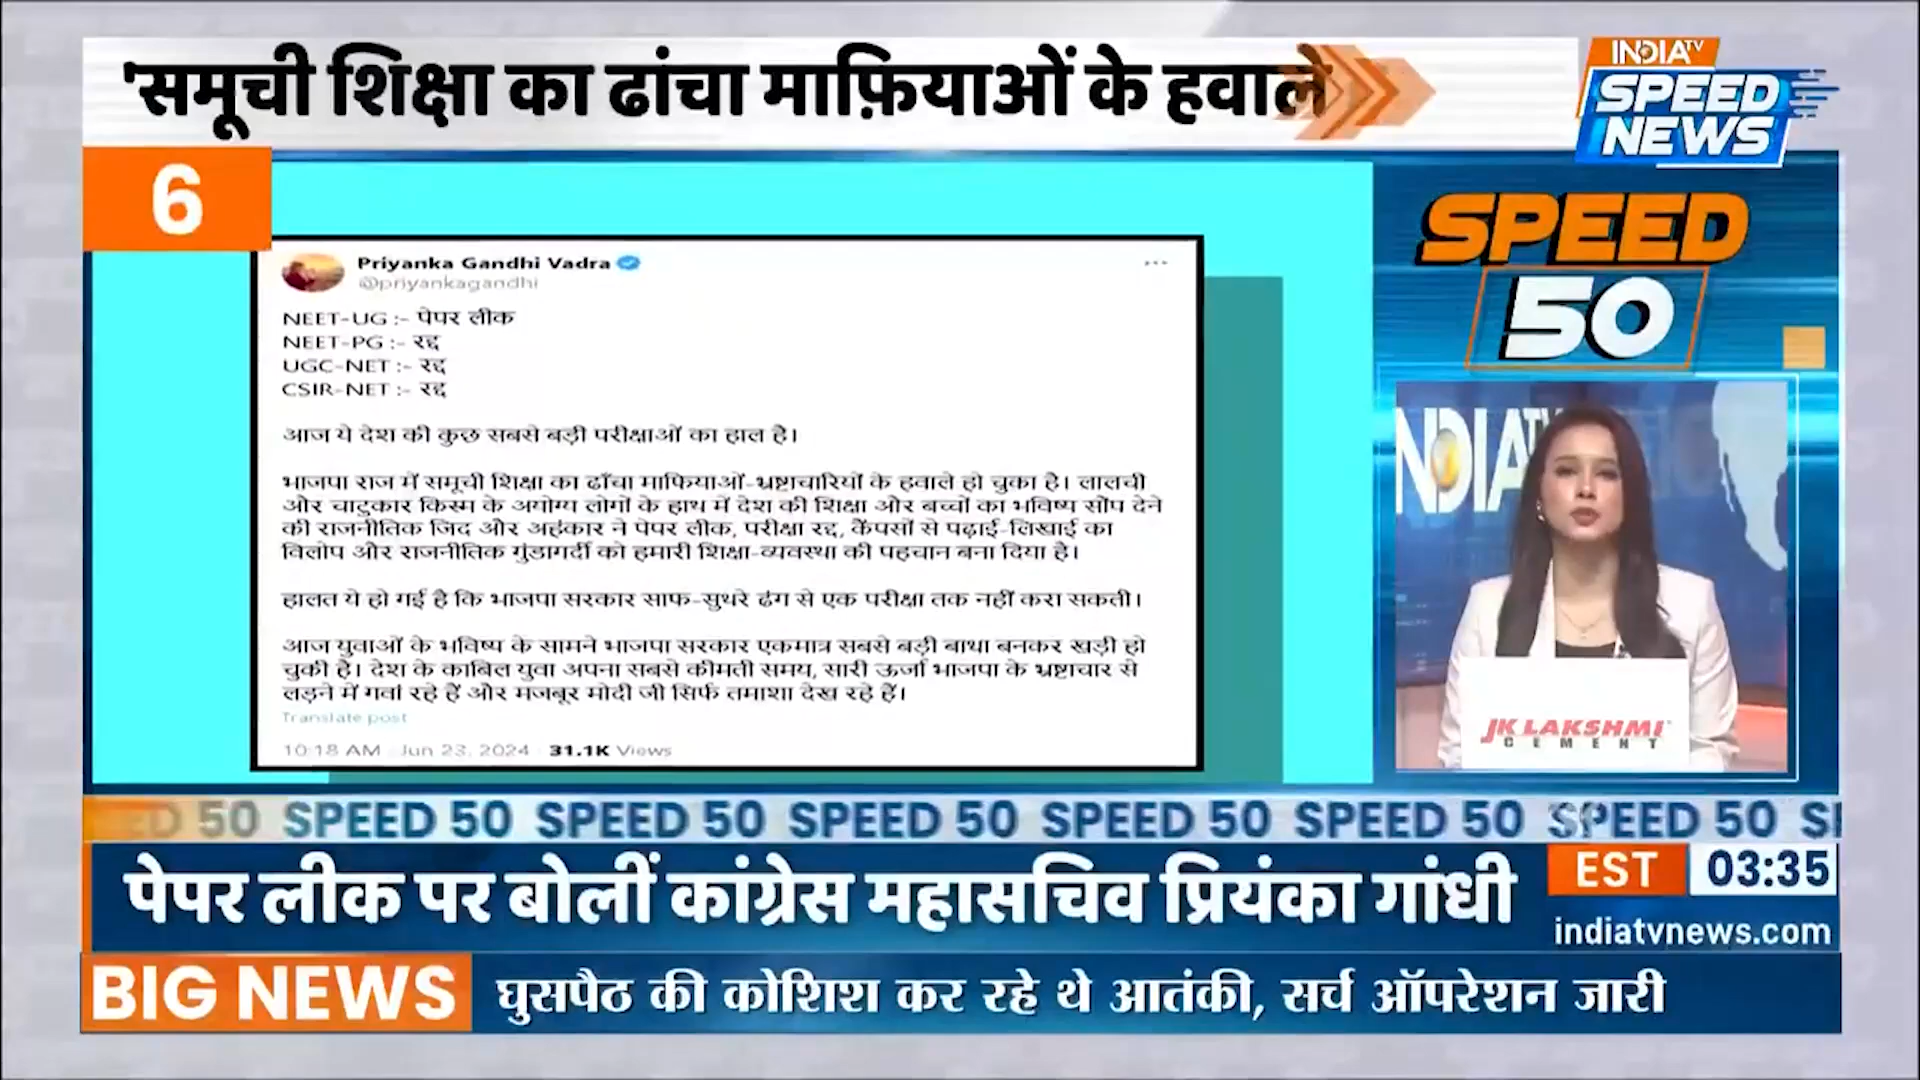 'समूची शिक्षा का ढांचा माफ़ियाओं के हवाले
INDIA TV
SPEED
NEWS
6
SPEED
50
Priyanka Gandhi Vadra
@priyankagandhi
NEET-UG :- पेपर लीक
NEET-PG :- रद्द
UGC-NET :- रद्द
CSIR-NET :- रद्द
आज ये देश की कुछ सबसे बड़ी परीक्षाओं का हाल है।
भाजपा राज में समूची शिक्षा का ढाँचा माफियाओं-भ्रष्टाचारियों के हवाले हो चुका है। लालची
और चाटुकार किस्म के अयोग्य लोगों के हाथ में देश की शिक्षा और बच्चों का भविष्य सौंप देने
की राजनीतिक जिद और अहंकार ने पेपर लीक, परीक्षा रद्द, कैंपसों से पढ़ाई-लिखाई का
विलोप और राजनीतिक गुंडागर्दी को हमारी शिक्षा-व्यवस्था की पहचान बना दिया है।
हालत ये हो गई है कि भाजपा सरकार साफ-सुथरे ढंग से एक परीक्षा तक नहीं करा सकती।
आज युवाओं के भविष्य के सामने भाजपा सरकार एकमात्र सबसे बड़ी बाधा बनकर खड़ी हो
चुकी है। देश के काबिल युवा अपना सबसे कीमती समय, सारी ऊर्जा भाजपा के भ्रष्टाचार से
लड़ने में गवां रहे हैं और मजबूर मोदी जी सिर्फ तमाशा देख रहे हैं।
Translate post
10:18 AM · Jun 23, 2024 · 31.1K Views
INDIA TV
JK LAKSHMI
CEMENT
ED 50 SPEED 50 SPEED 50 SPEED 50 SPEED 50 SPEED 50 SPEED 50 SP
पेपर लीक पर बोलीं कांग्रेस महासचिव प्रियंका गांधी
EST 03:35
indiatvnews.com
BIG NEWS
घुसपैठ की कोशिश कर रहे थे आतंकी, सर्च ऑपरेशन जारी